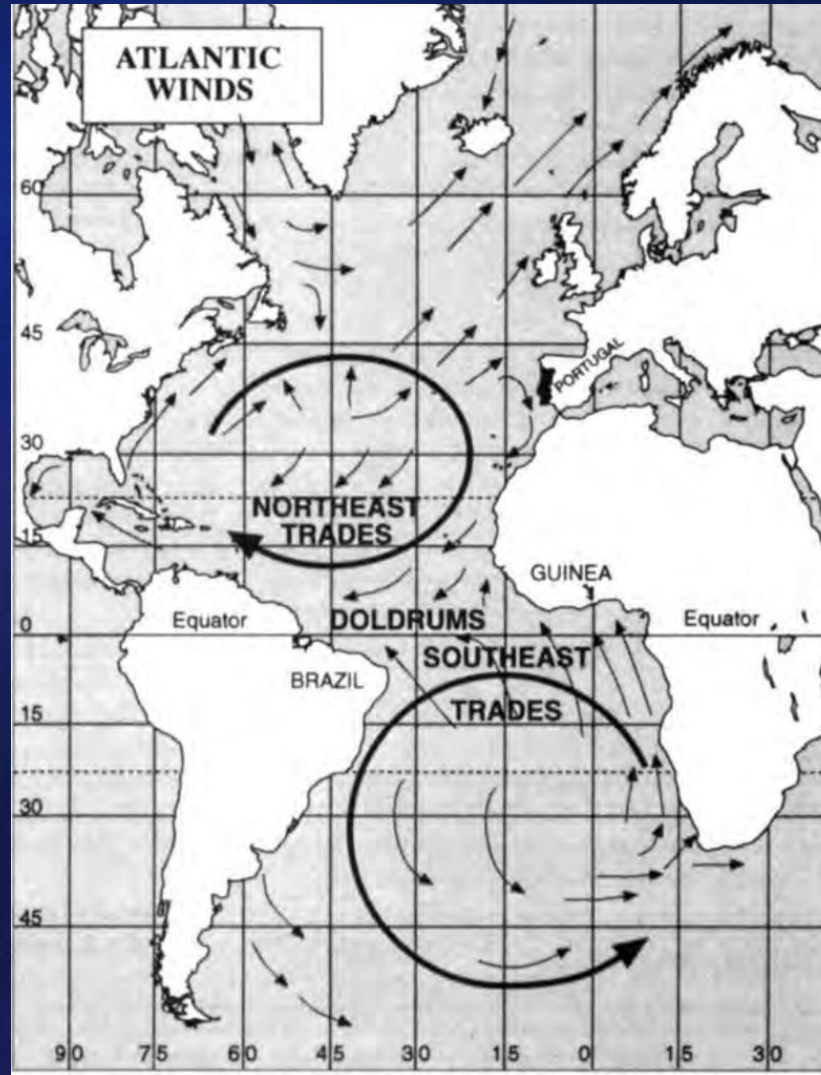 ATLANTIC
WINDS
60
45
PORTUGAL
30
NORTHEAST
TRADES
15
GUINEA
DOLDRUMS
0
Equator
Equator
SOUTHEAST
BRAZIL
TRADES
15
30
45
90 75 60 45 30 15 0 15 30